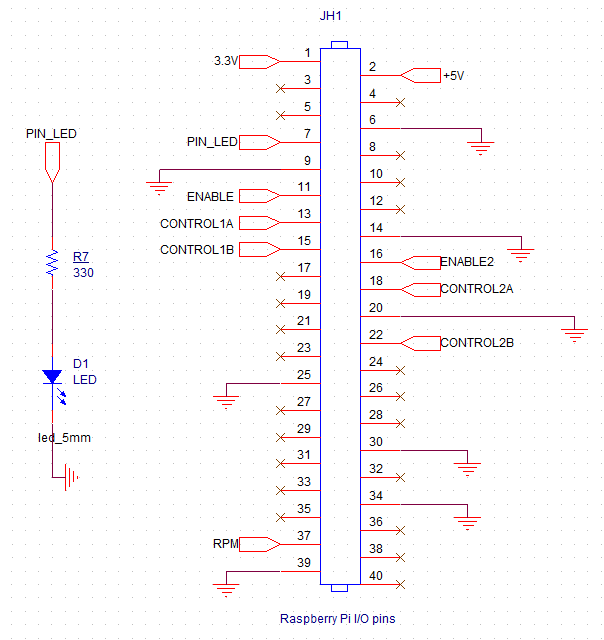 JH1
3.3V
1
2
+5V
3
4
5
6
PIN_LED
PIN_LED
7
8
9
10
ENABLE
11
12
CONTROL1A
13
14
CONTROL1B
15
16
ENABLE2
R7
330
17
18
CONTROL2A
19
20
21
22
CONTROL2B
23
24
D1
LED
25
26
27
28
led_5mm
29
30
31
32
33
34
35
36
RPM
37
38
39
40
Raspberry Pi I/O pins